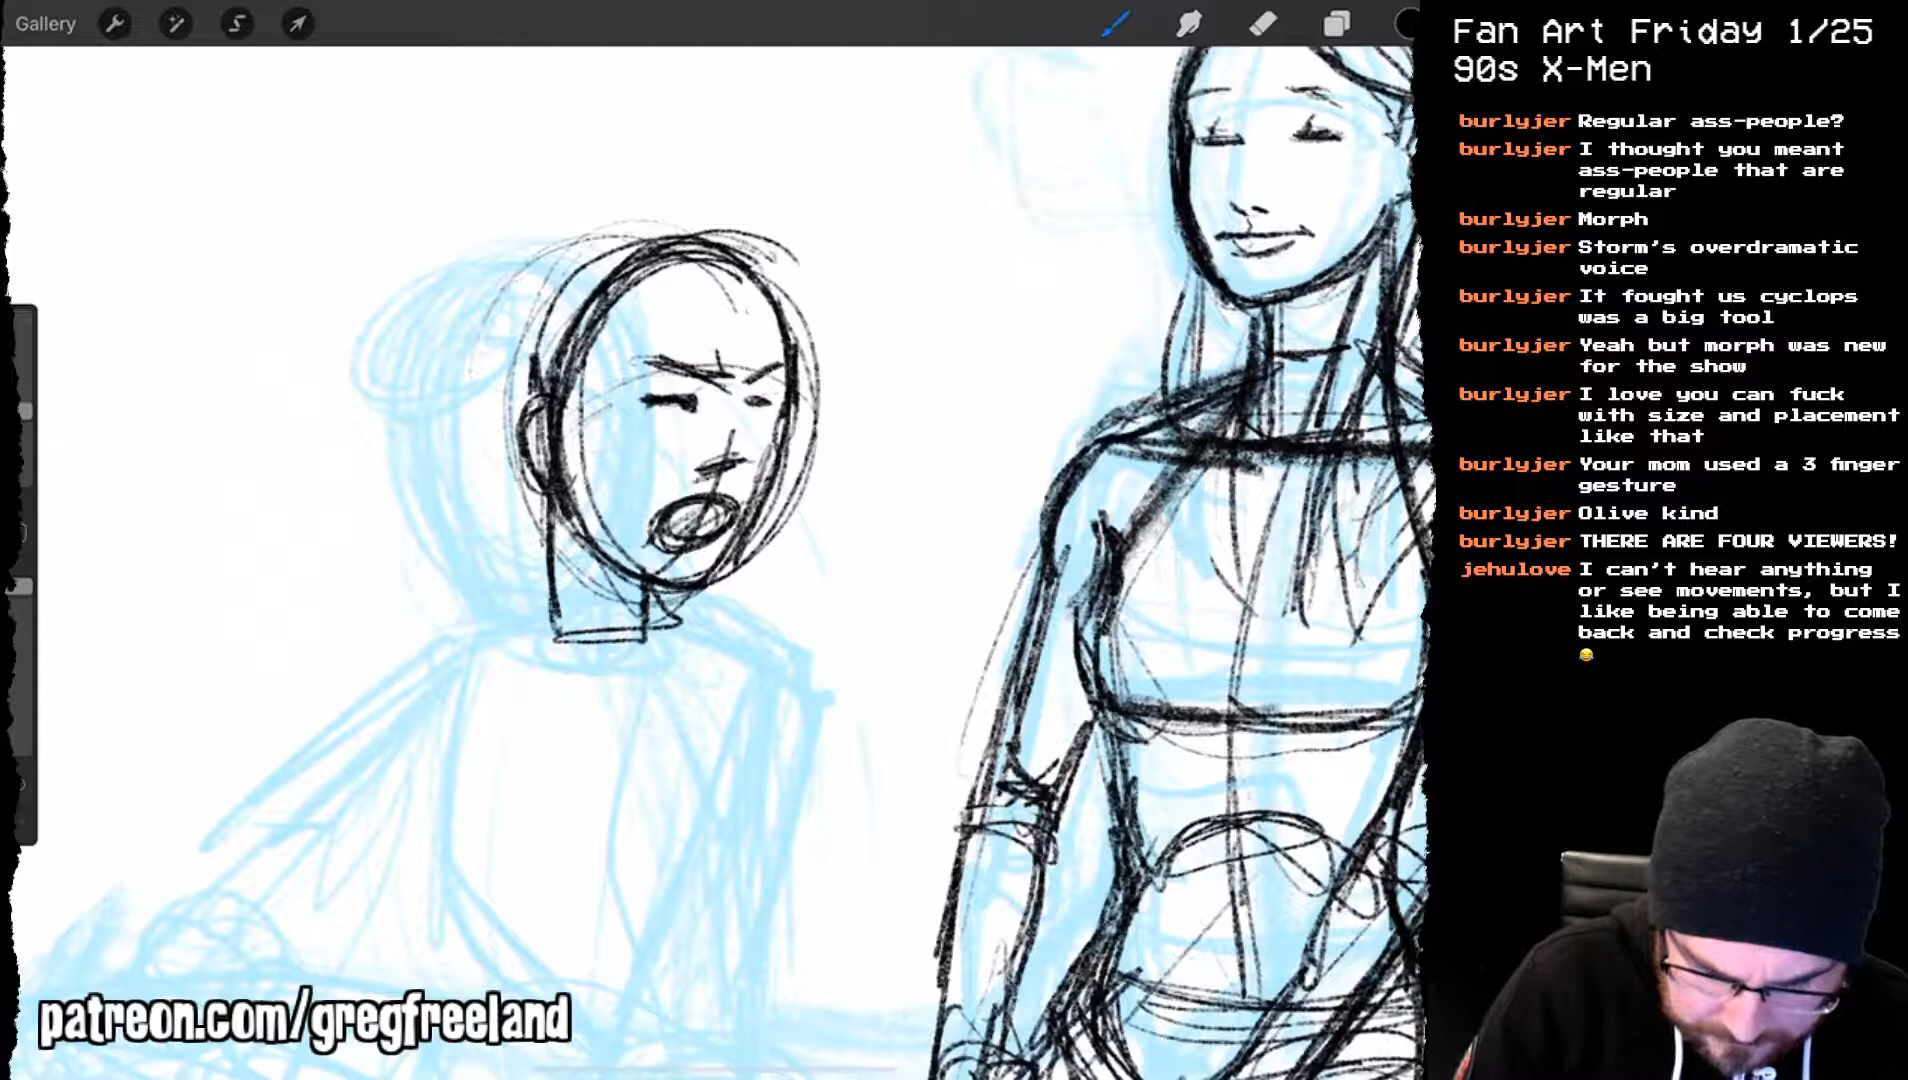 Gallery
Fan Art Friday 1/25
90s X-Men
burlyjer Regular ass-people?
burlyjer I thought you meant
ass-people that are
regular
burlyjer Morph
burlyjer Storm's overdramatic
voice
burlyjer It fought us cyclops
was a big tool
burlyjer Yeah but morph was new
for the show
burlyjer I love you can fuck
with size and placement
like that
burlyjer Your mom used a 3 finger
gesture
burlyjer Olive kind
burlyjer THERE ARE FOUR VIEWERS!
jehulove I can't hear anything
or see movements, but I
like being able to come
back and check progress
😂
patreon.com/gregfreeland